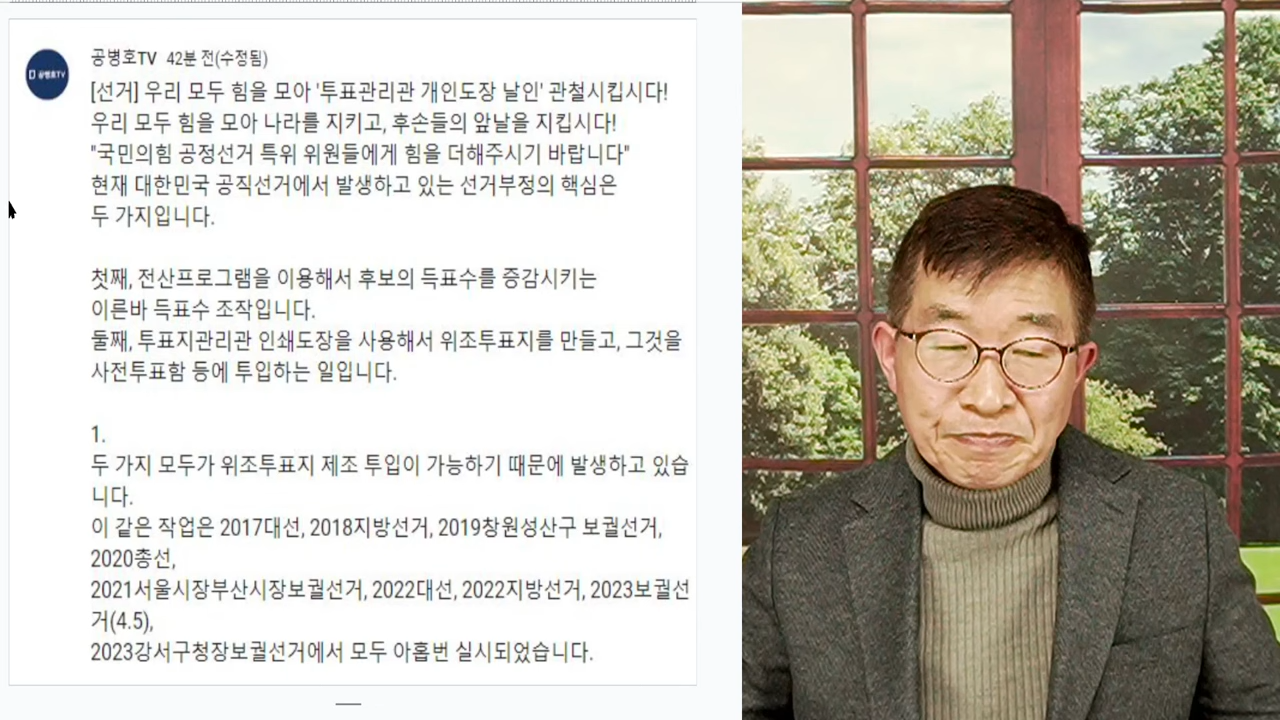 공병호TV 42분 전(수정됨)
공병호TV
[선거] 우리 모두 힘을 모아 '투표관리관 개인도장 날인' 관철시킵시다!
우리 모두 힘을 모아 나라를 지키고, 후손들의 앞날을 지킵시다!
"국민의힘 공정선거 특위 위원들에게 힘을 더해주시기 바랍니다"
현재 대한민국 공직선거에서 발생하고 있는 선거부정의 핵심은
두 가지입니다.
첫째, 전산프로그램을 이용해서 후보의 득표수를 증감시키는
이른바 득표수 조작입니다.
둘째, 투표지관리관 인쇄도장을 사용해서 위조투표지를 만들고, 그것을
사전투표함 등에 투입하는 일입니다.
1.
두 가지 모두가 위조투표지 제조 투입이 가능하기 때문에 발생하고 있습
니다.
이 같은 작업은 2017대선, 2018지방선거, 2019창원성산구 보궐선거,
2020총선,
2021서울시장부산시장보궐선거, 2022대선, 2022지방선거, 2023보궐선
거(4.5),
2023강서구청장보궐선거에서 모두 아홉번 실시되었습니다.